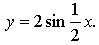 y = 2 sin 1/2 x.